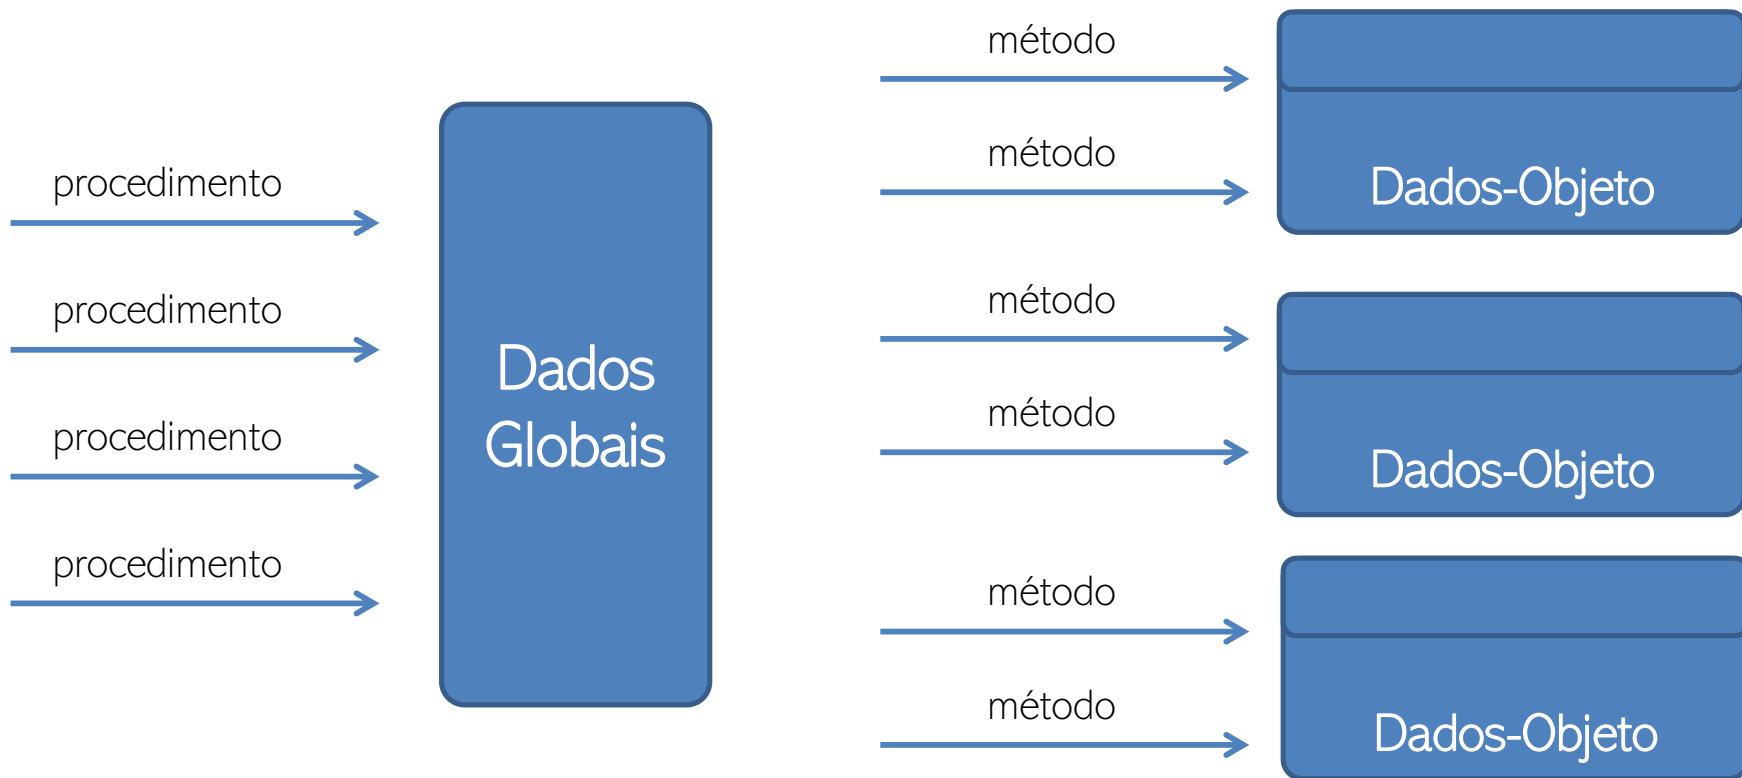 procedimento
procedimento
procedimento
procedimento
Dados
Globais
método
método
Dados-Objeto
método
método
Dados-Objeto
método
método
Dados-Objeto